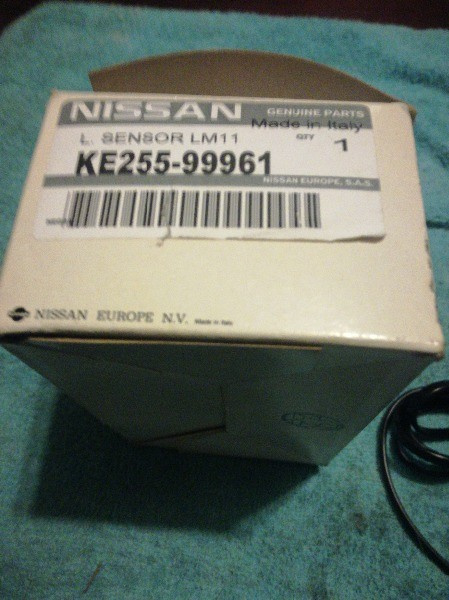 NISSAN GENUINE PARTS
Made in Italy
L. SENSOR LM11 QTY 1
KE255-99961
NISSAN EUROPE, S.A.S.
NISSAN EUROPE N.V. Made in Italy